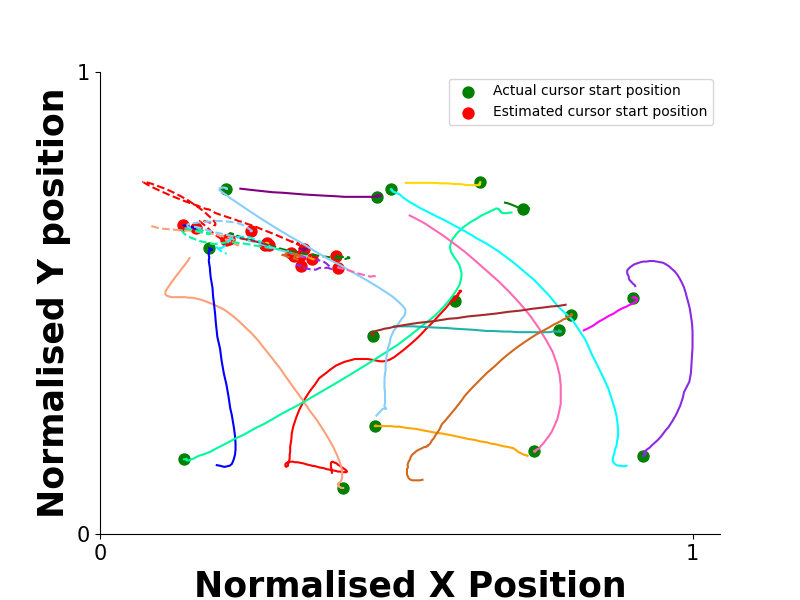 1
Actual cursor start position
Estimated cursor start position
Normalised Y position
0
0
1
Normalised X Position